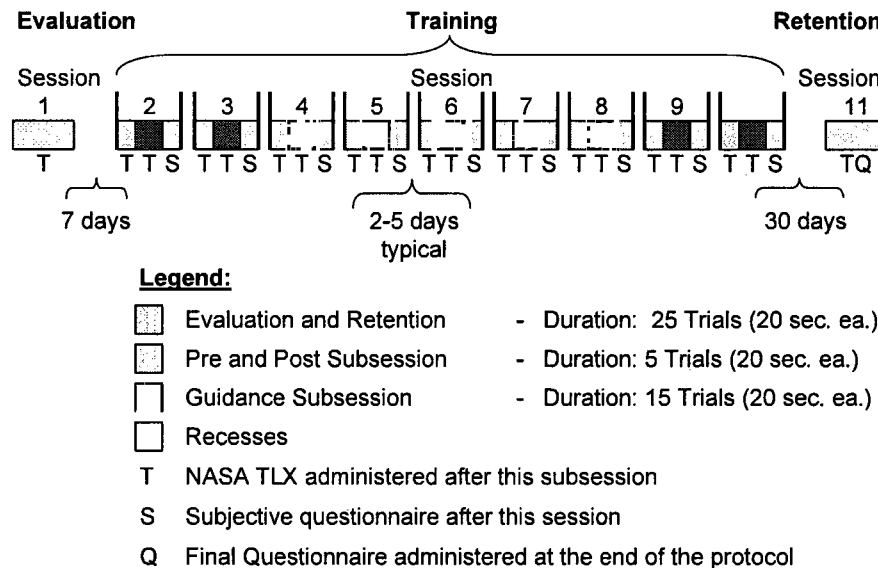 Evaluation Training Retention
Session Session Session
1 2 3 4 5 6 7 8 9 11
T T T S T T S T T S T T S T T S T T S T T S T T S T T S TQ
7 days 2-5 days 30 days
typical
Legend:
Evaluation and Retention - Duration: 25 Trials (20 sec. ea.)
Pre and Post Subsession - Duration: 5 Trials (20 sec. ea.)
Guidance Subsession - Duration: 15 Trials (20 sec. ea.)
Recesses
T NASA TLX administered after this subsession
S Subjective questionnaire after this session
Q Final Questionnaire administered at the end of the protocol